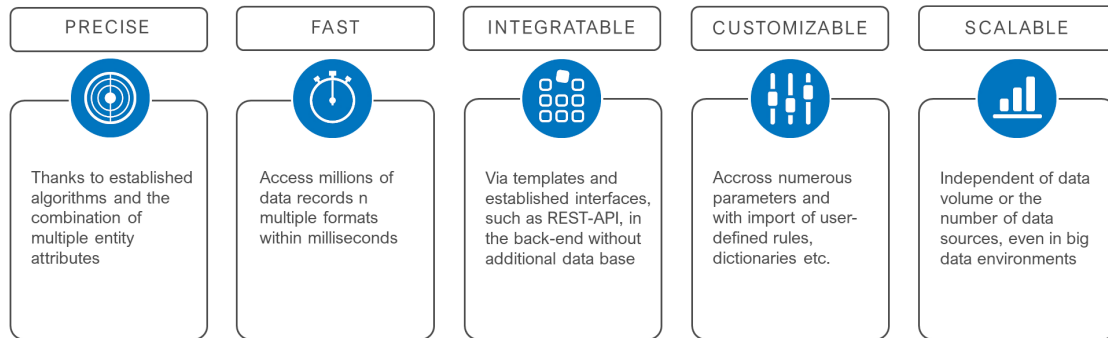 PRECISE
Thanks to established
algorithms and the
combination of
multiple entity
attributes
FAST
Access millions of
data records n
multiple formats
within milliseconds
INTEGRATABLE
Via templates and
established interfaces,
such as REST-API, in
the back-end without
additional data base
CUSTOMIZABLE
Accross numerous
parameters and
with import of user-
defined rules,
dictionaries etc.
SCALABLE
Independent of data
volume or the
number of data
sources, even in big
data environments